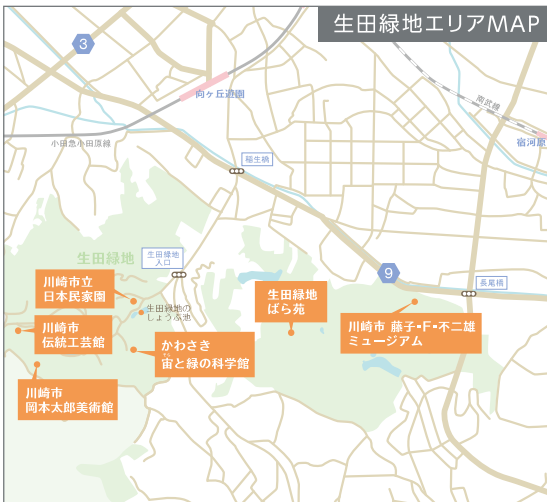 生田緑地エリアMAP
3
向ヶ丘遊園
南武線
宿河原
小田急小田原線
稲生橋
生田緑地
生田緑地
入口
9
長尾橋
川崎市立
日本民家園
生田緑地の
しょうぶ池
生田緑地
ばら苑
川崎市 藤子・F・不二雄
ミュージアム
川崎市
伝統工芸館
かわさき
宙と緑の科学館
そら
川崎市
岡本太郎美術館